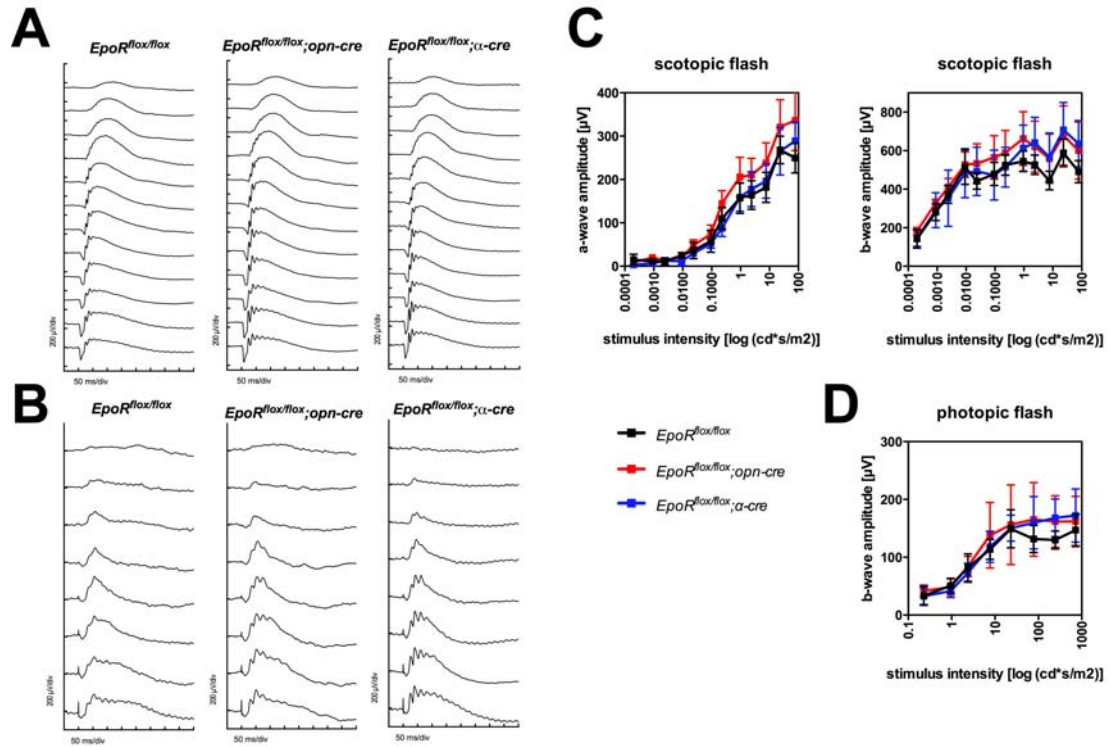 A
EpoRflox/flox
EpoRflox/flox;opn-cre
EpoRflox/flox;α-cre
200 µV/div
200 µV/div
200 µV/div
50 ms/div
50 ms/div
50 ms/div
B
EpoRflox/flox
EpoRflox/flox;opn-cre
EpoRflox/flox;α-cre
200 µV/div
200 µV/div
200 µV/div
50 ms/div
50 ms/div
50 ms/div
C
scotopic flash
a-wave amplitude [µV]
400
300
200
100
0
0.0001
0.0010
0.0100
0.1000
1
10
100
stimulus intensity [log (cd*s/m2)]
scotopic flash
b-wave amplitude [µV]
800
600
400
200
0
0.0001
0.0010
0.0100
0.1000
1
10
100
stimulus intensity [log (cd*s/m2)]
EpoRflox/flox
EpoRflox/flox;opn-cre
EpoRflox/flox;α-cre
D
photopic flash
b-wave amplitude [µV]
300
200
100
0
0.1
1
10
100
1000
stimulus intensity [log (cd*s/m2)]